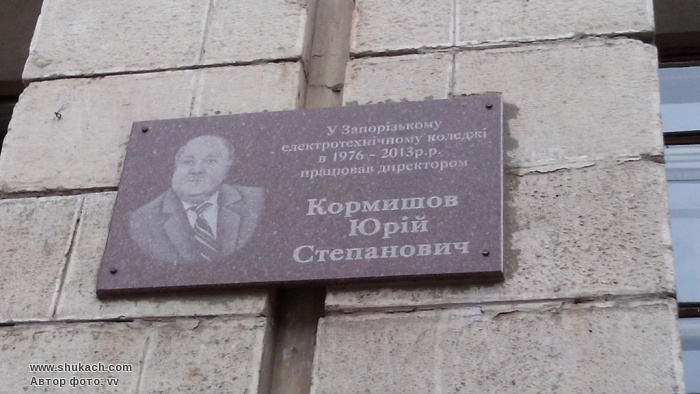 У Запорізькому
електротехнічному коледжі
в 1976 - 2013р.р.
працював директором
Кормишов
Юрій
Степанович
www.shukach.com
Автор фото: vv